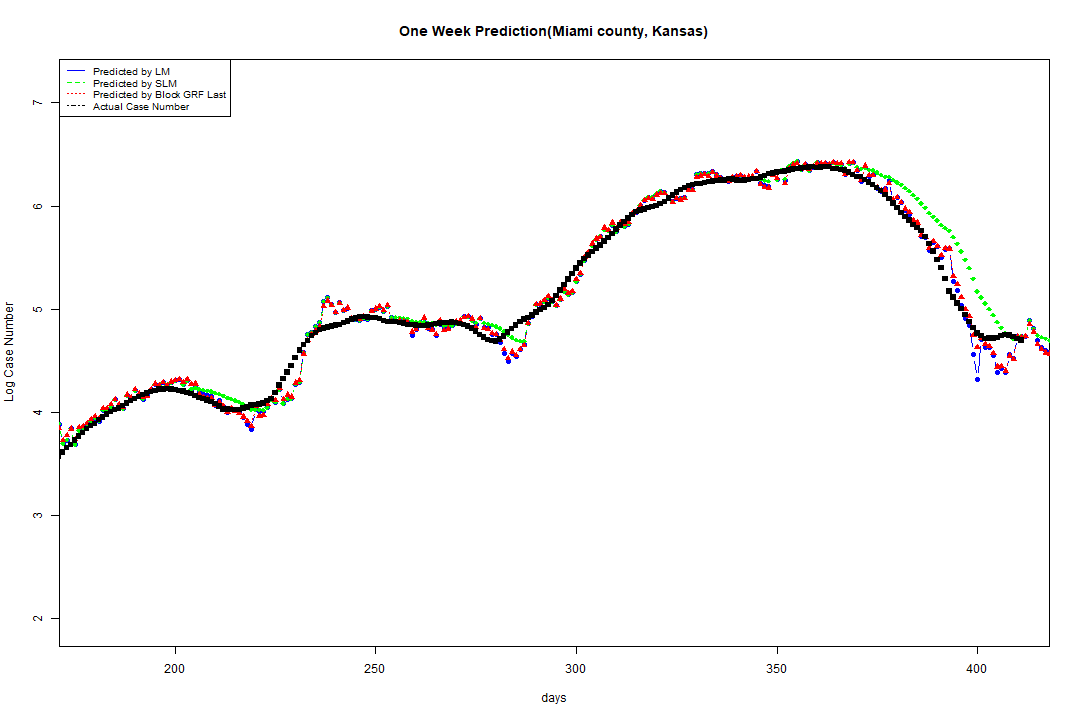 One Week Prediction(Miami county, Kansas)
Predicted by LM
Predicted by SLM
Predicted by Block GRF Last
Actual Case Number
7
6
5
4
3
2
Log Case Number
200 250 300 350 400
days